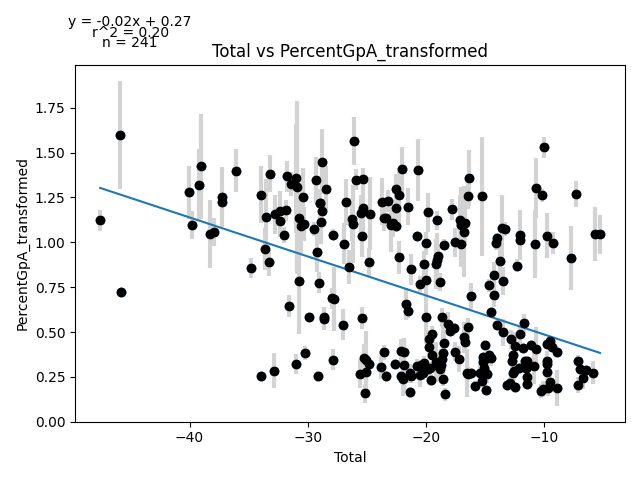 y = -0.02x + 0.27
r^2 = 0.20
n = 241
Total vs PercentGpA_transformed
PercentGpA_transformed
1.75
1.50
1.25
1.00
0.75
0.50
0.25
0.00
−40
−30
−20
−10
Total